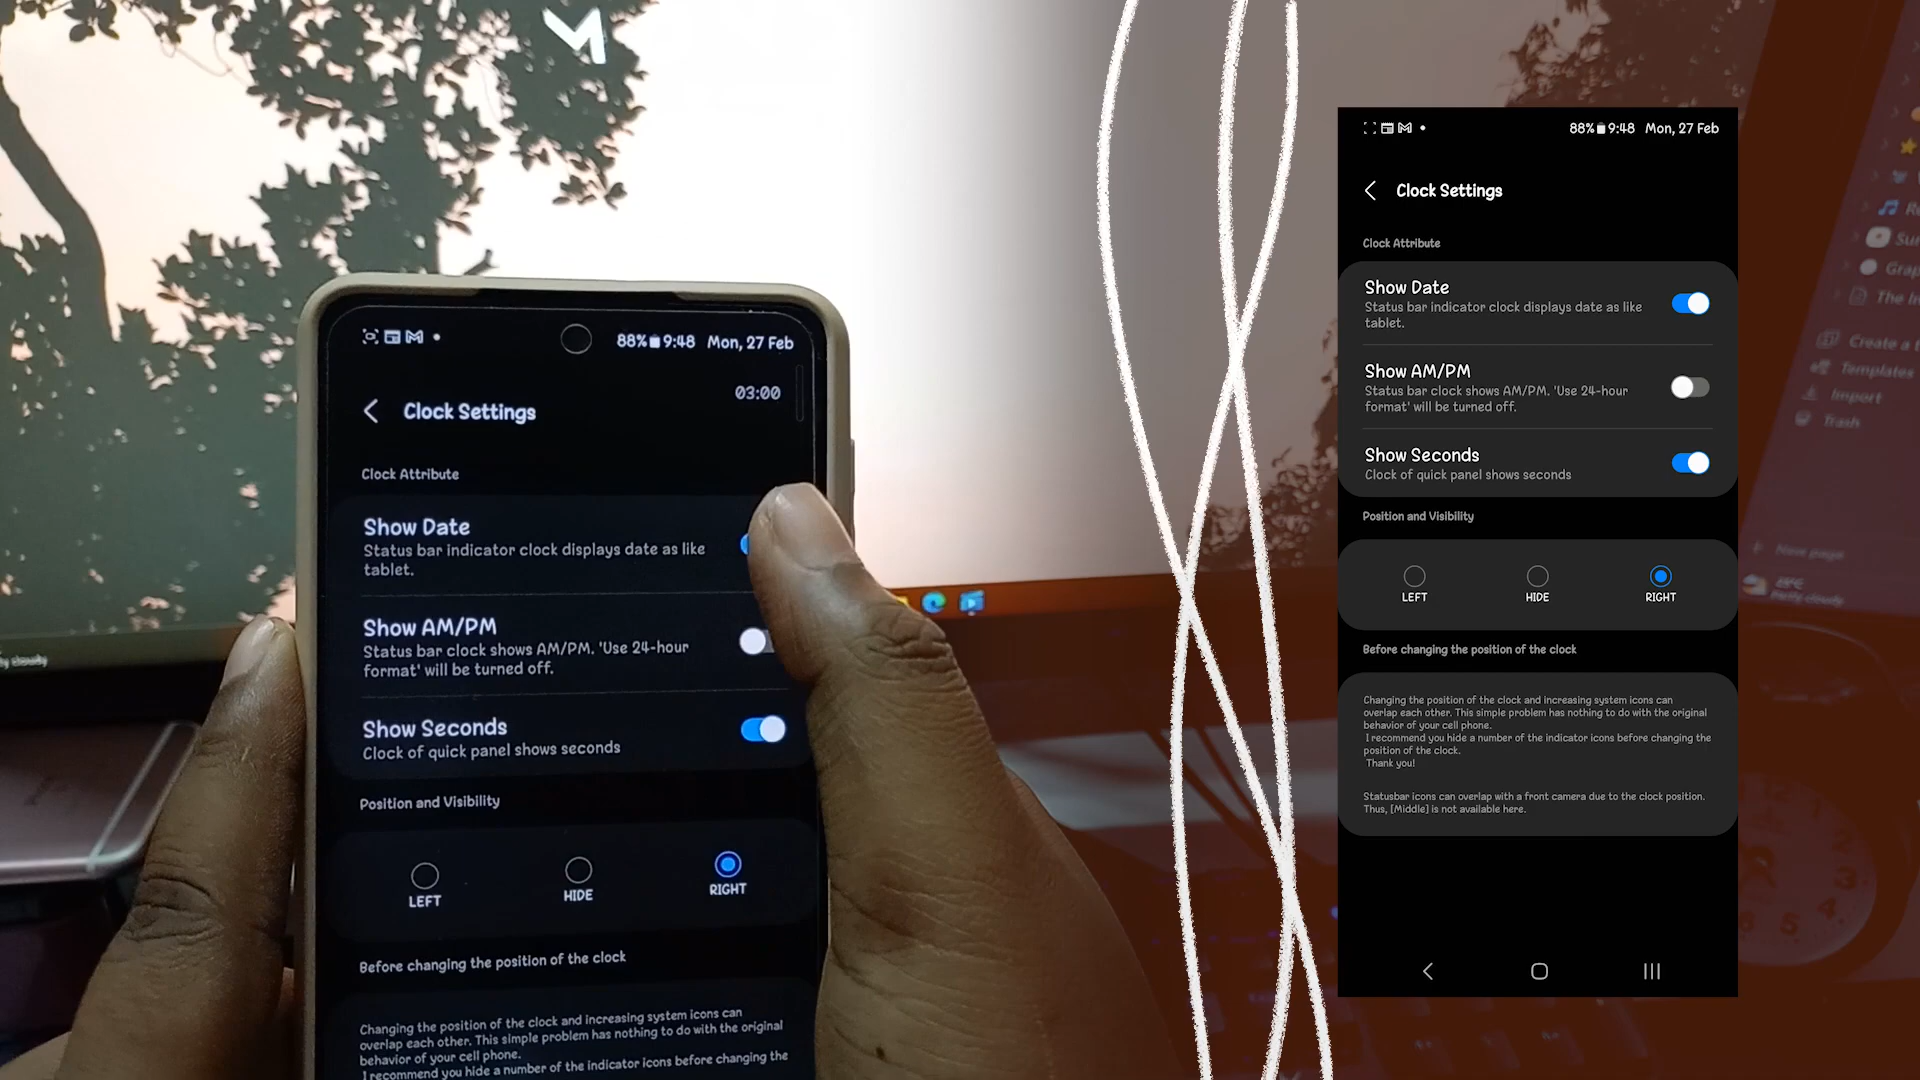 88% 9:48 Mon, 27 Feb
03:00
Clock Settings
Clock Attribute
Show Date
Status bar indicator clock displays date as like
tablet.
Show AM/PM
Status bar clock shows AM/PM. 'Use 24-hour
format' will be turned off.
Show Seconds
Clock of quick panel shows seconds
Position and Visibility
LEFT
HIDE
RIGHT
Before changing the position of the clock
Changing the position of the clock and increasing system icons can
overlap each other. This simple problem has nothing to do with the original
behavior of your cell phone.
I recommend you hide a number of the indicator icons before changing the
88% 9:48 Mon, 27 Feb
Clock Settings
Clock Attribute
Show Date
Status bar indicator clock displays date as like
tablet.
Show AM/PM
Status bar clock shows AM/PM. 'Use 24-hour
format' will be turned off.
Show Seconds
Clock of quick panel shows seconds
Position and Visibility
LEFT
HIDE
RIGHT
Before changing the position of the clock
Changing the position of the clock and increasing system icons can
overlap each other. This simple problem has nothing to do with the original
behavior of your cell phone.
I recommend you hide a number of the indicator icons before changing the
position of the clock.
Thank you!
Statusbar icons can overlap with a front camera due to the clock position.
Thus, [Middle] is not available here.
Create a
Templates
Import
Trash
New page